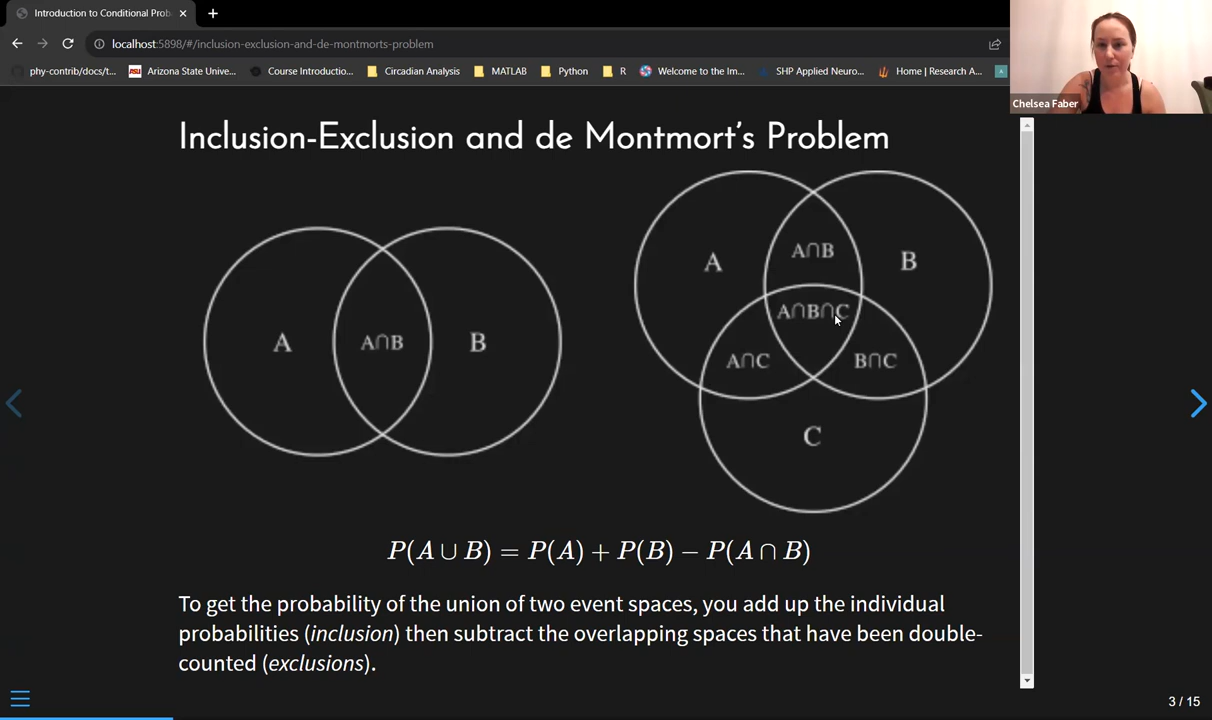 Introduction to Conditional Prob
localhost:5898/#/inclusion-exclusion-and-de-montmorts-problem
phy-contrib/docs/t...
Arizona State Unive...
Course Introductio...
Circadian Analysis
MATLAB
Python
R
Welcome to the Im...
SHP Applied Neuro...
Home | Research A...
Chelsea Faber
Inclusion-Exclusion and de Montmort's Problem
A
A∩B
B
A
A∩B
B
A∩B∩C
A∩C
B∩C
C
P(A ∪ B) = P(A) + P(B) − P(A ∩ B)
To get the probability of the union of two event spaces, you add up the individual
probabilities (inclusion) then subtract the overlapping spaces that have been double-
counted (exclusions).
3 / 15